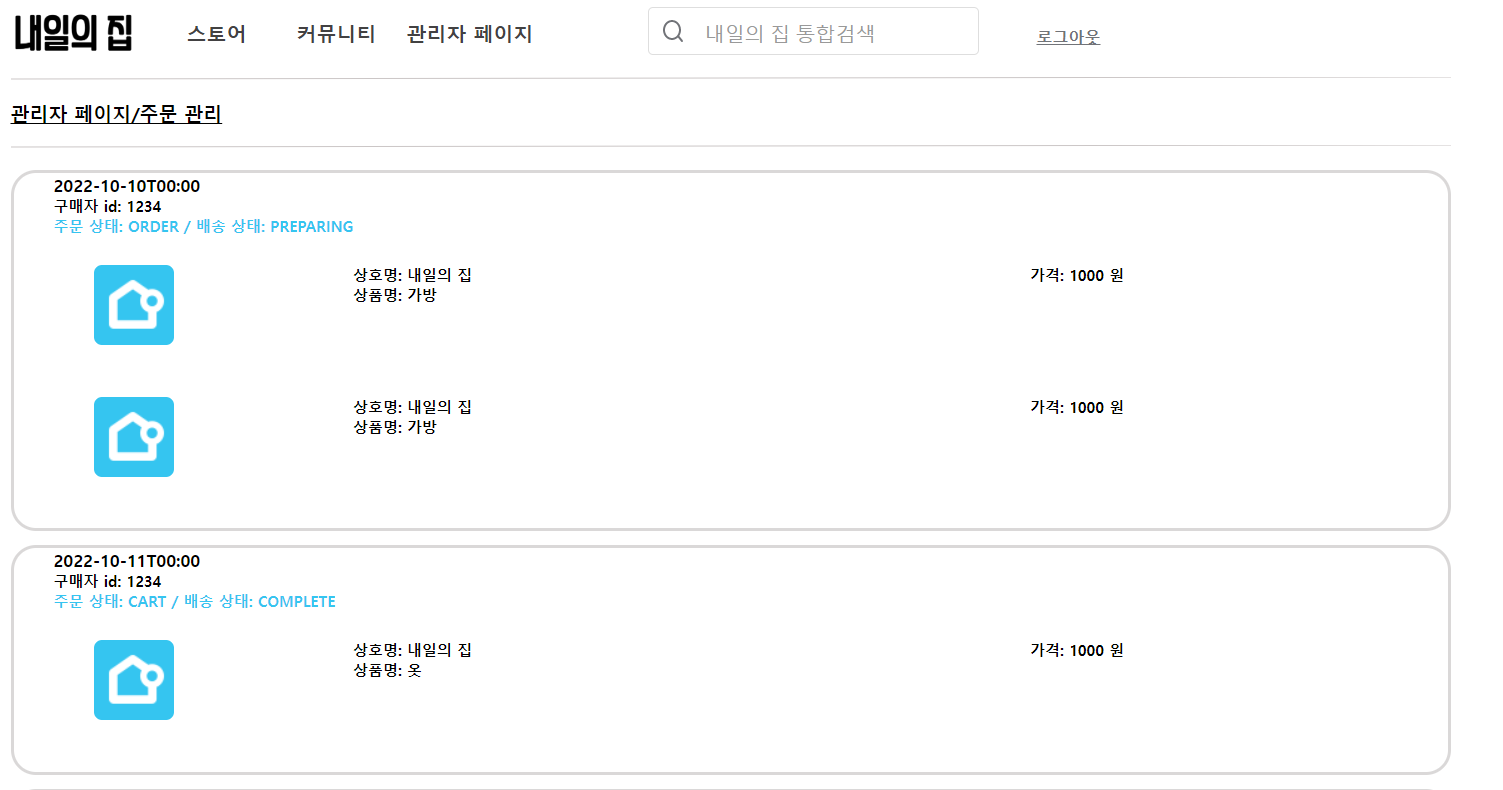 내일의 집 스토어 커뮤니티 관리자 페이지 내일의 집 통합검색 로그아웃
관리자 페이지/주문 관리
2022-10-10T00:00
구매자 id: 1234
주문 상태: ORDER / 배송 상태: PREPARING
상호명: 내일의 집 가격: 1000 원
상품명: 가방
상호명: 내일의 집 가격: 1000 원
상품명: 가방
2022-10-11T00:00
구매자 id: 1234
주문 상태: CART / 배송 상태: COMPLETE
상호명: 내일의 집 가격: 1000 원
상품명: 옷